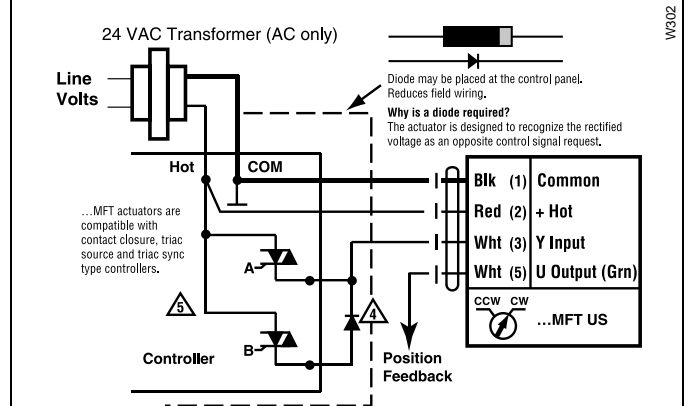 W302
24 VAC Transformer (AC only)
Line
Volts
Diode may be placed at the control panel.
Reduces field wiring.
Why is a diode required?
The actuator is designed to recognize the rectified
voltage as an opposite control signal request.
Hot
COM
Blk (1) Common
Red (2) + Hot
Wht (3) Y Input
Wht (5) U Output (Grn)
...MFT actuators are
compatible with
contact closure, triac
source and triac sync
type controllers.
A
5
4
B
CCW CW
...MFT US
Controller
Position
Feedback